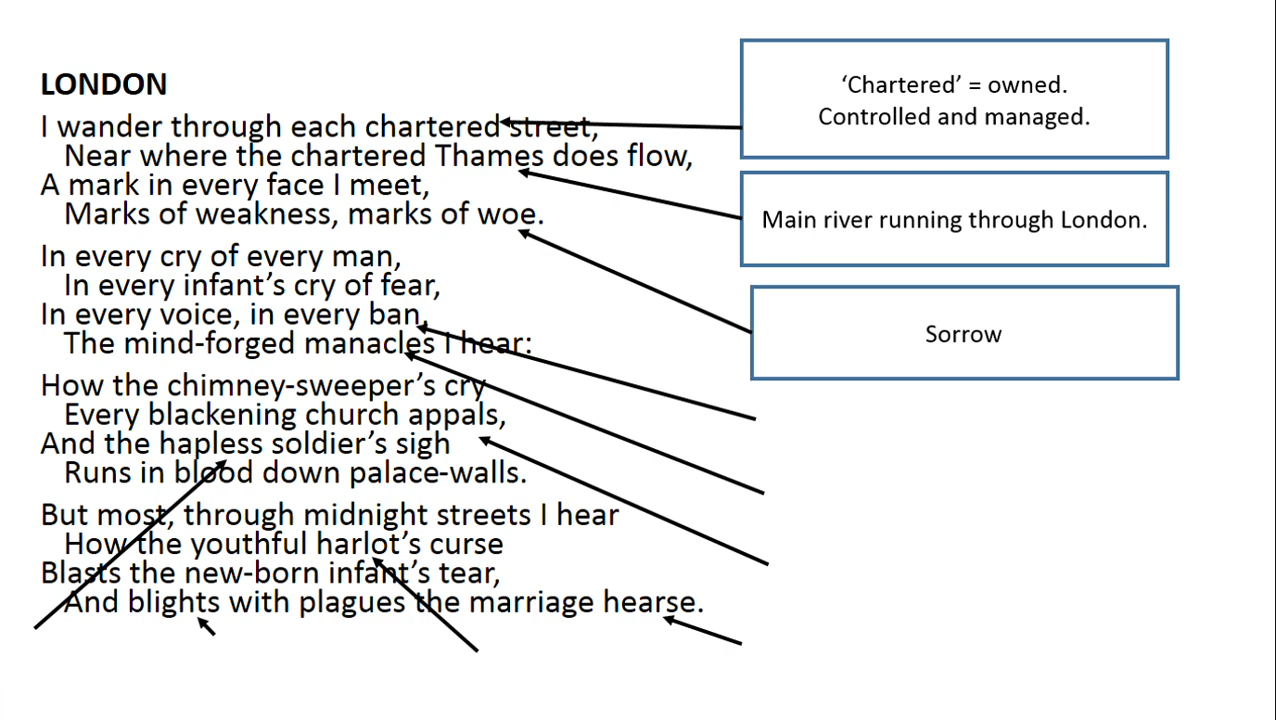 LONDON
I wander through each chartered street,
Near where the chartered Thames does flow,
A mark in every face I meet,
Marks of weakness, marks of woe.
In every cry of every man,
In every infant’s cry of fear,
In every voice, in every ban,
The mind-forged manacles I hear:
How the chimney-sweeper’s cry
Every blackening church appals,
And the hapless soldier’s sigh
Runs in blood down palace-walls.
But most, through midnight streets I hear
How the youthful harlot’s curse
Blasts the new-born infant’s tear,
And blights with plagues the marriage hearse.
‘Chartered’ = owned.
Controlled and managed.
Main river running through London.
Sorrow